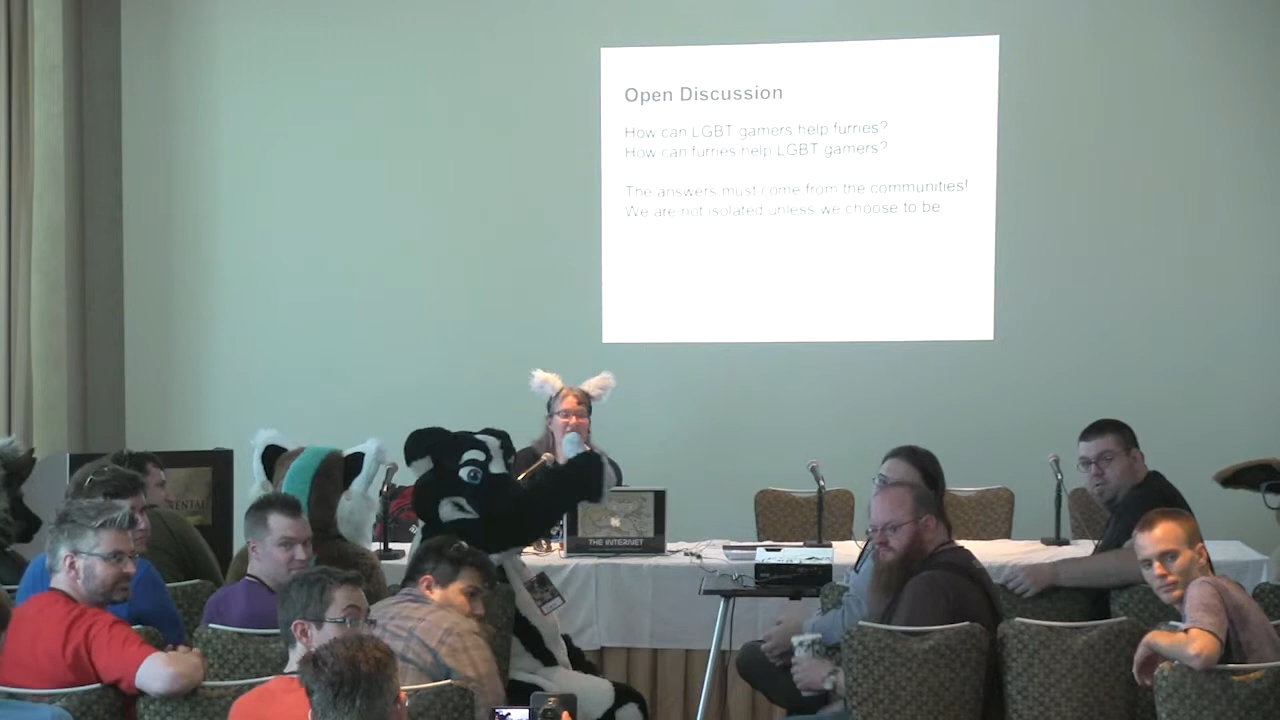 Open Discussion
How can LGBT gamers help furries?
How can furries help LGBT gamers?
The answers must come from the communities!
We are not isolated unless we choose to be
THE INTERNET